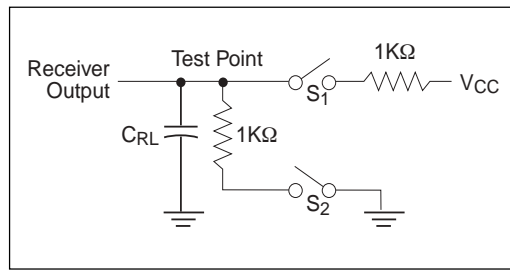 Receiver
Output
Test Point
1KΩ
S1
VCC
CRL
1KΩ
S2